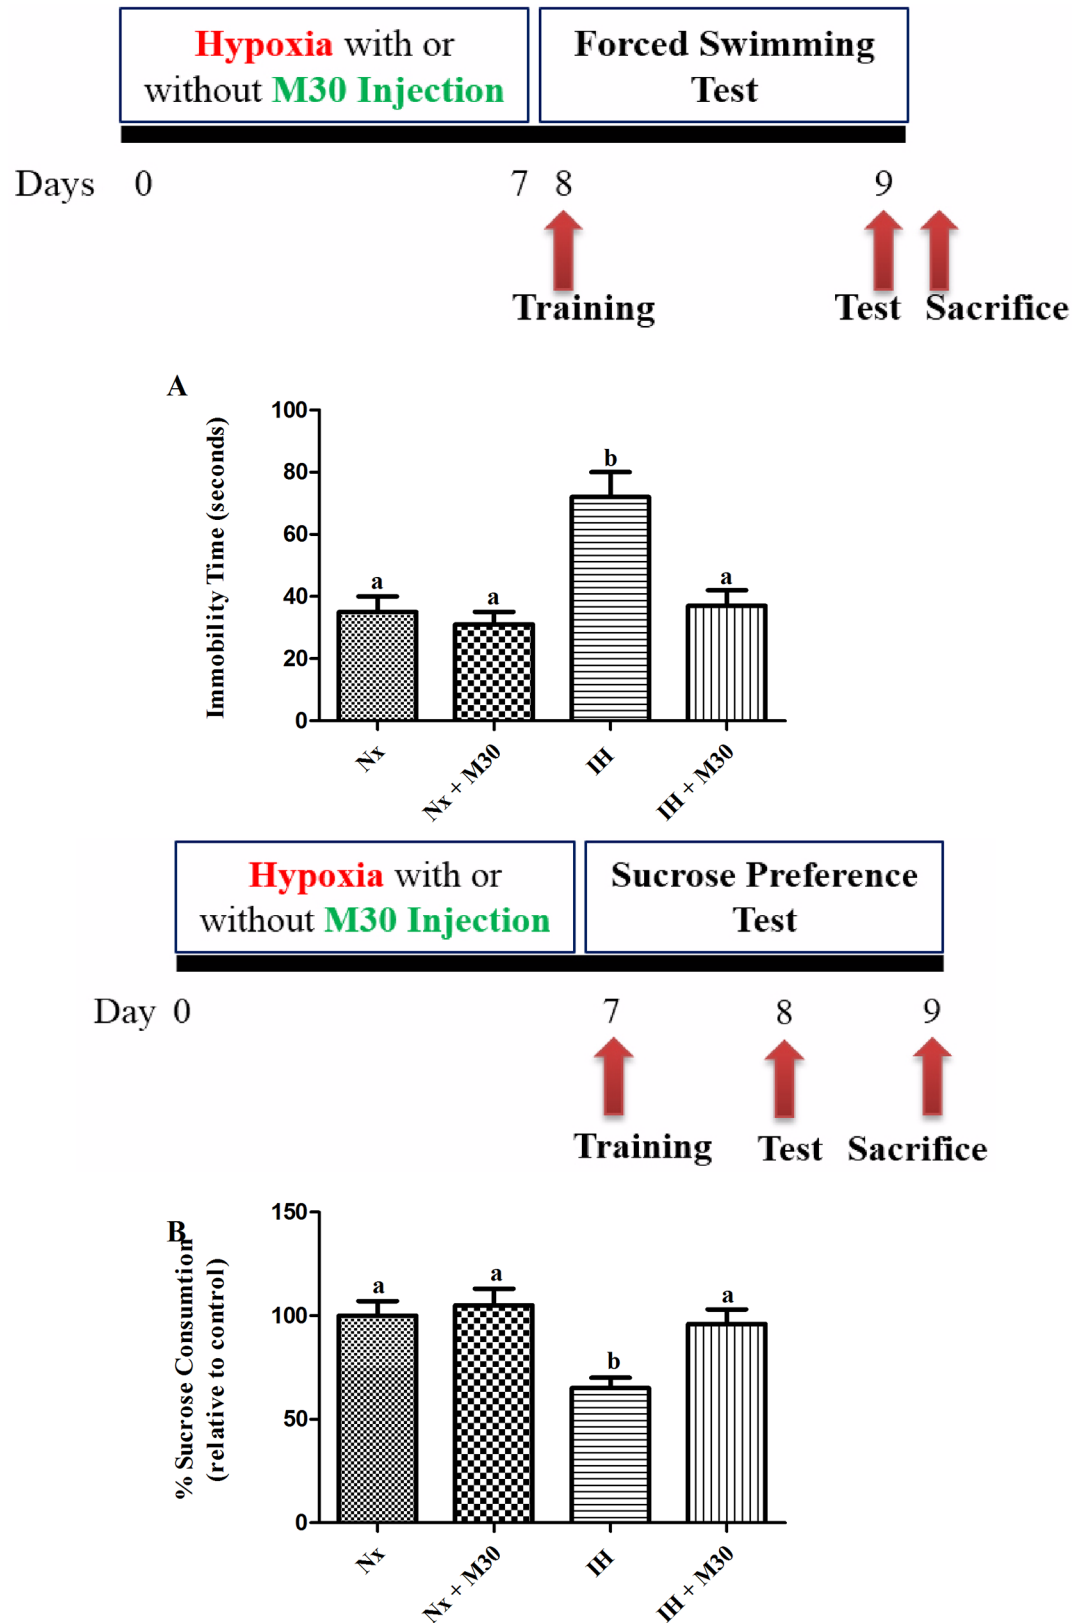 Hypoxia with or
without M30 Injection
Forced Swimming
Test
Days 0 7 8 9
Training Test Sacrifice
A
Immobility Time (seconds)
100
80
60
40
20
0
a
a
b
a
Nx
Nx + M30
IH
IH + M30
Hypoxia with or
without M30 Injection
Sucrose Preference
Test
Day 0 7 8 9
Training Test Sacrifice
B
% Sucrose Consumtion
(relative to control)
150
100
50
0
a
a
b
a
Nx
Nx + M30
IH
IH + M30